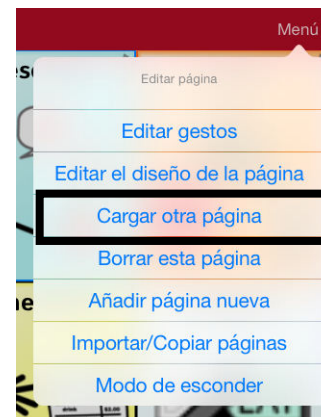 Menú
Editar página
Editar gestos
Editar el diseño de la página
Cargar otra página
Borrar esta página
Añadir página nueva
Importar/Copiar páginas
Modo de esconder